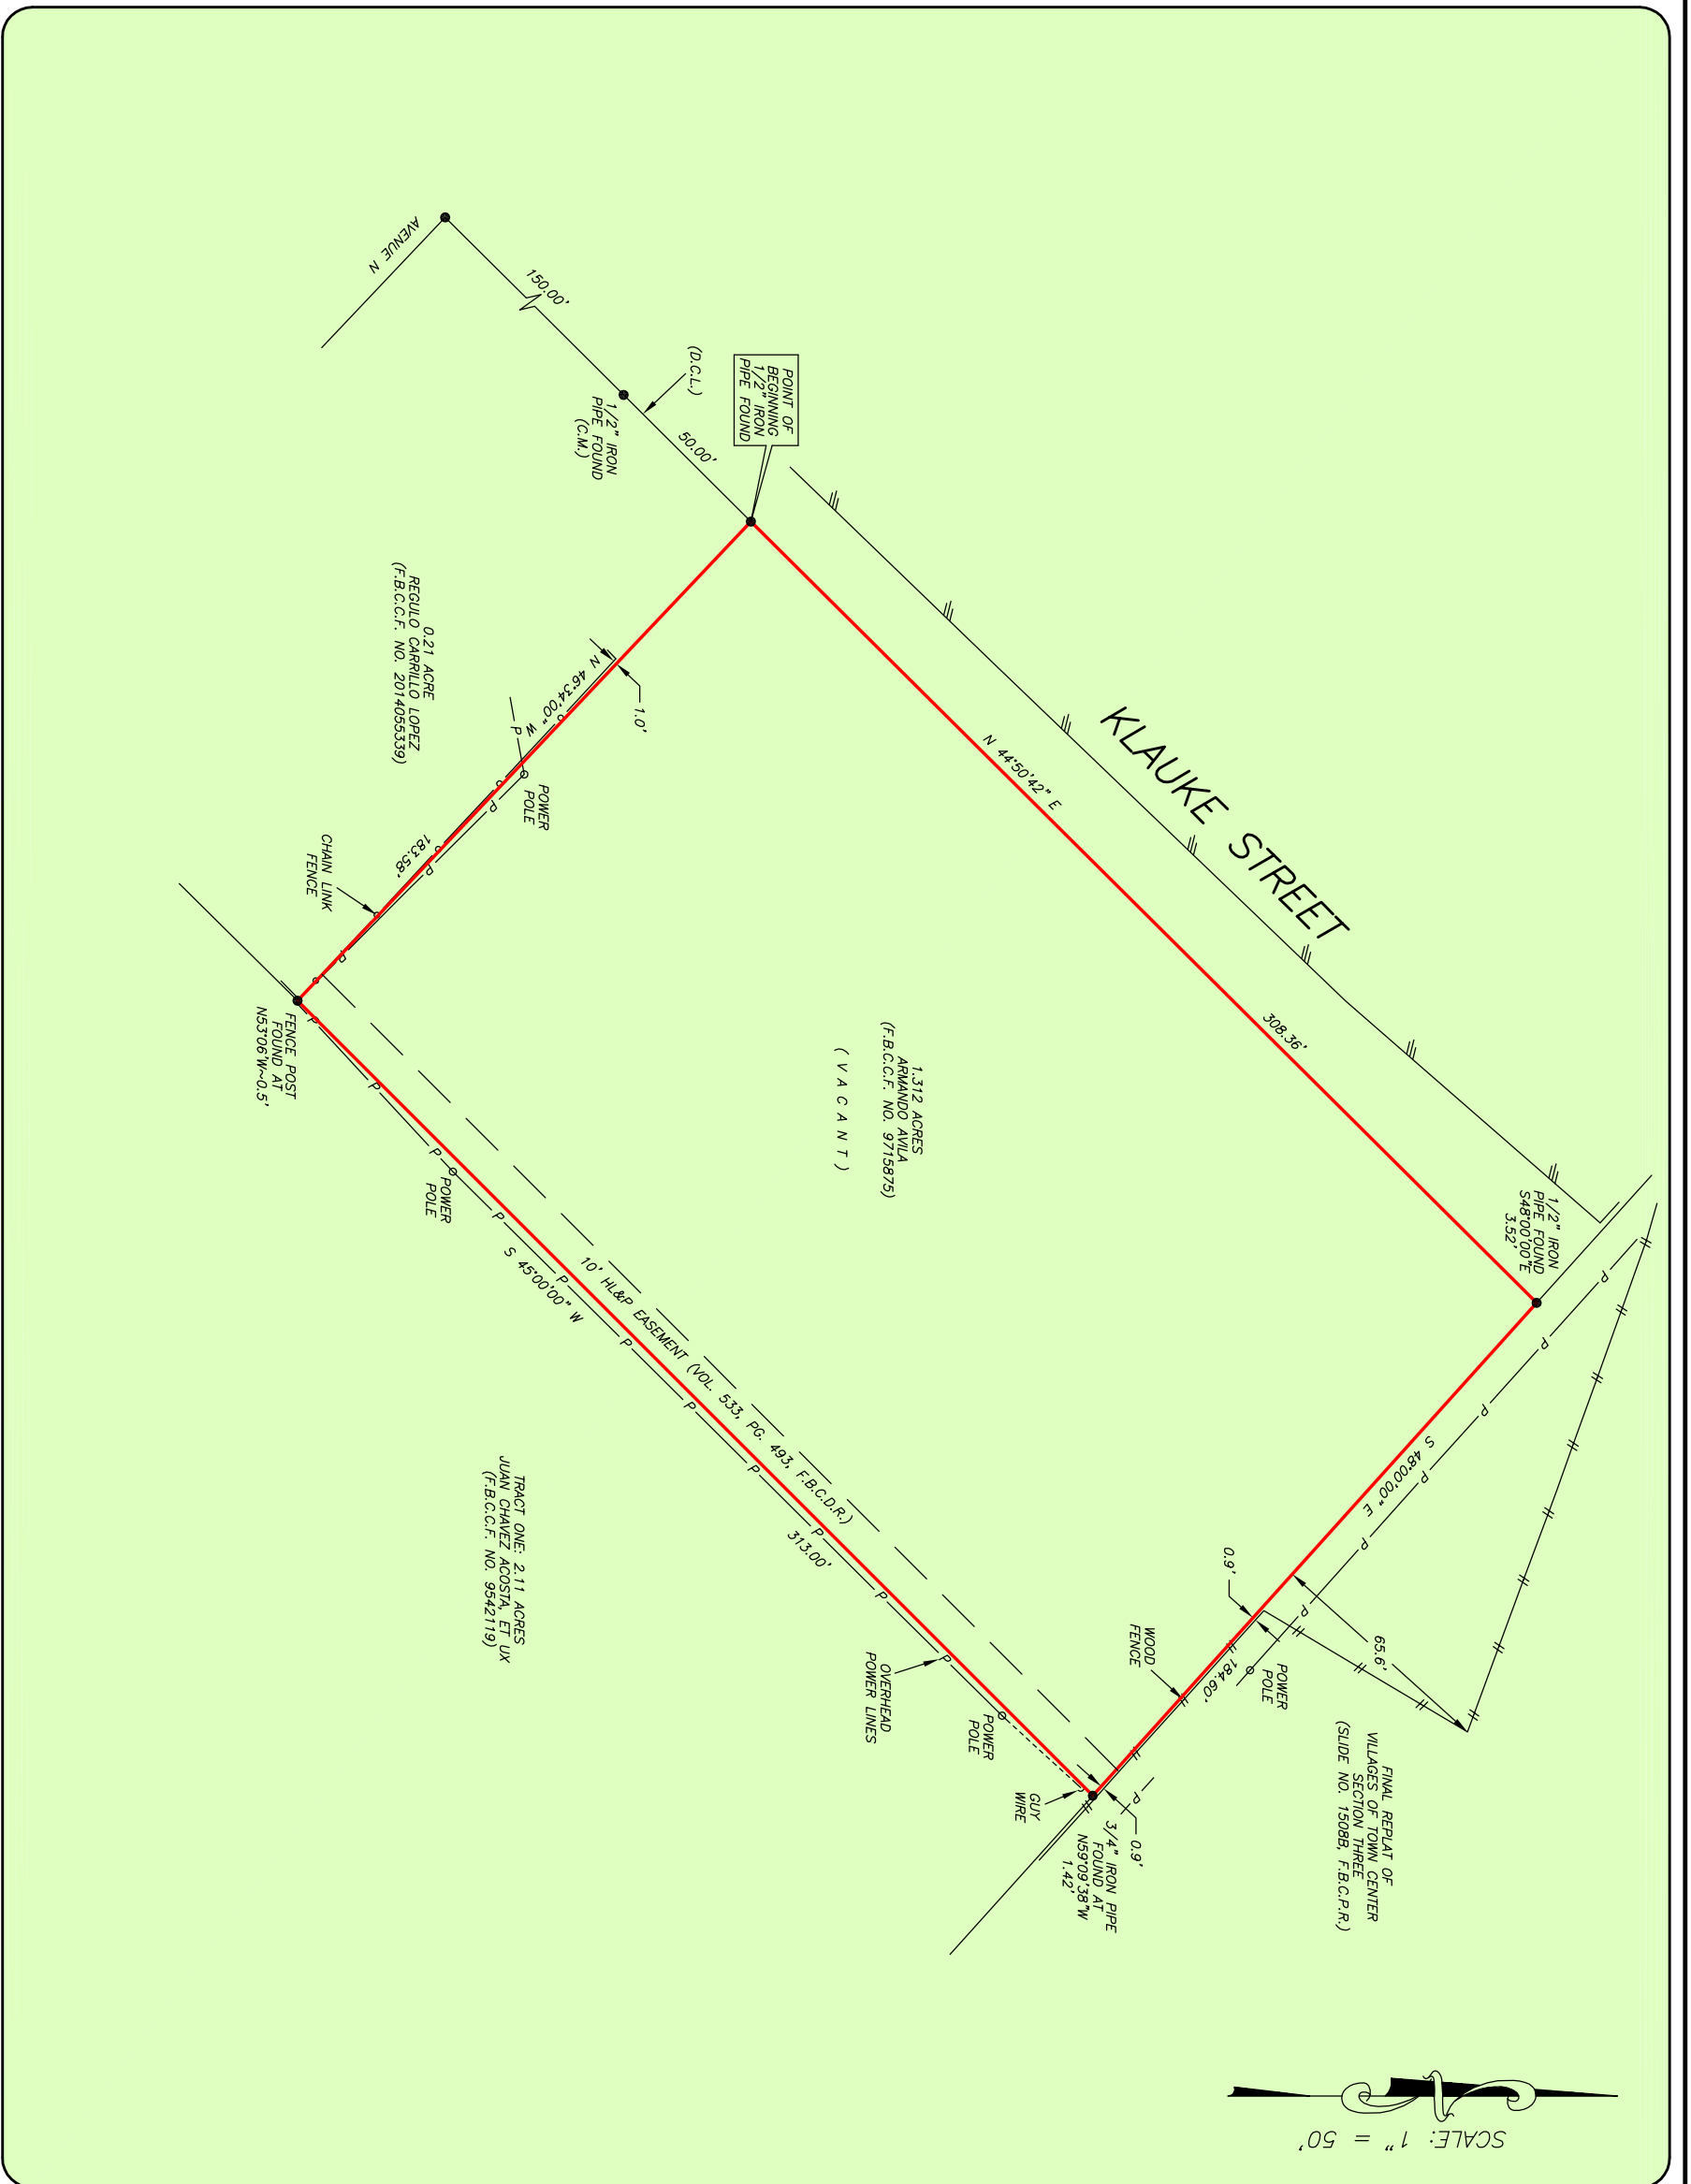 AVENUE N
150.00'
(D.C.L.)
1/2" IRON
PIPE FOUND
(C.M.)
50.00'
POINT OF
BEGINNING
1/2" IRON
PIPE FOUND
KLAUKE STREET
N 44°50'42" E
308.36'
1/2" IRON
PIPE FOUND
S48°00'00"E
3.52'
1.0'
N 46°34'00" W
183.58'
P
POWER
POLE
P
P
P
CHAIN LINK
FENCE
0.21 ACRE
REGULO CARRILLO LOPEZ
(F.B.C.C.F. NO. 2014055339)
1.312 ACRES
ARMANDO AVILA
(F.B.C.C.F. NO. 9715875)
( V A C A N T )
FENCE POST
FOUND AT
N53°06'W~0.5'
P
P
P
POWER
POLE
P
S 45°00'00" W
P
P
P
P
P
P
P
313.00'
10' HL&P EASEMENT (VOL. 533, PG. 493, F.B.C.D.R.)
TRACT ONE: 2.11 ACRES
JUAN CHAVEZ ACOSTA, ET UX
(F.B.C.C.F. NO. 9542119)
OVERHEAD
POWER LINES
POWER
POLE
GUY
WIRE
3/4" IRON PIPE
FOUND AT
N59°09'38"W
1.42'
0.9'
P
WOOD
FENCE
184.60'
0.9'
POWER
POLE
65.6'
S 48°00'00" E
P
P
P
P
P
P
FINAL REPLAT OF
VILLAGES OF TOWN CENTER
SECTION THREE
(SLIDE NO. 1508B, F.B.C.P.R.)
N
SCALE: 1" = 50'